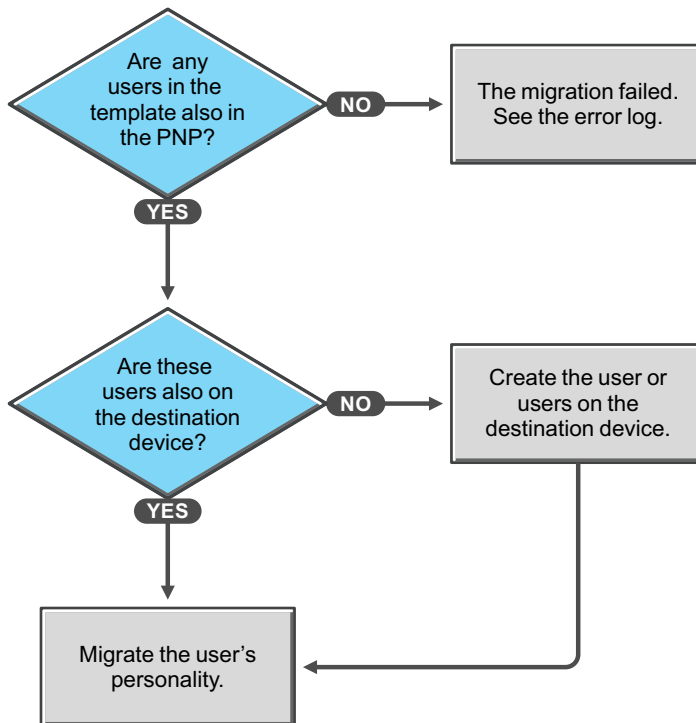 Are any
users in the
template also in
the PNP?
NO
The migration failed.
See the error log.
YES
Are these
users also on
the destination
device?
NO
Create the user or
users on the
destination device.
YES
Migrate the user's
personality.